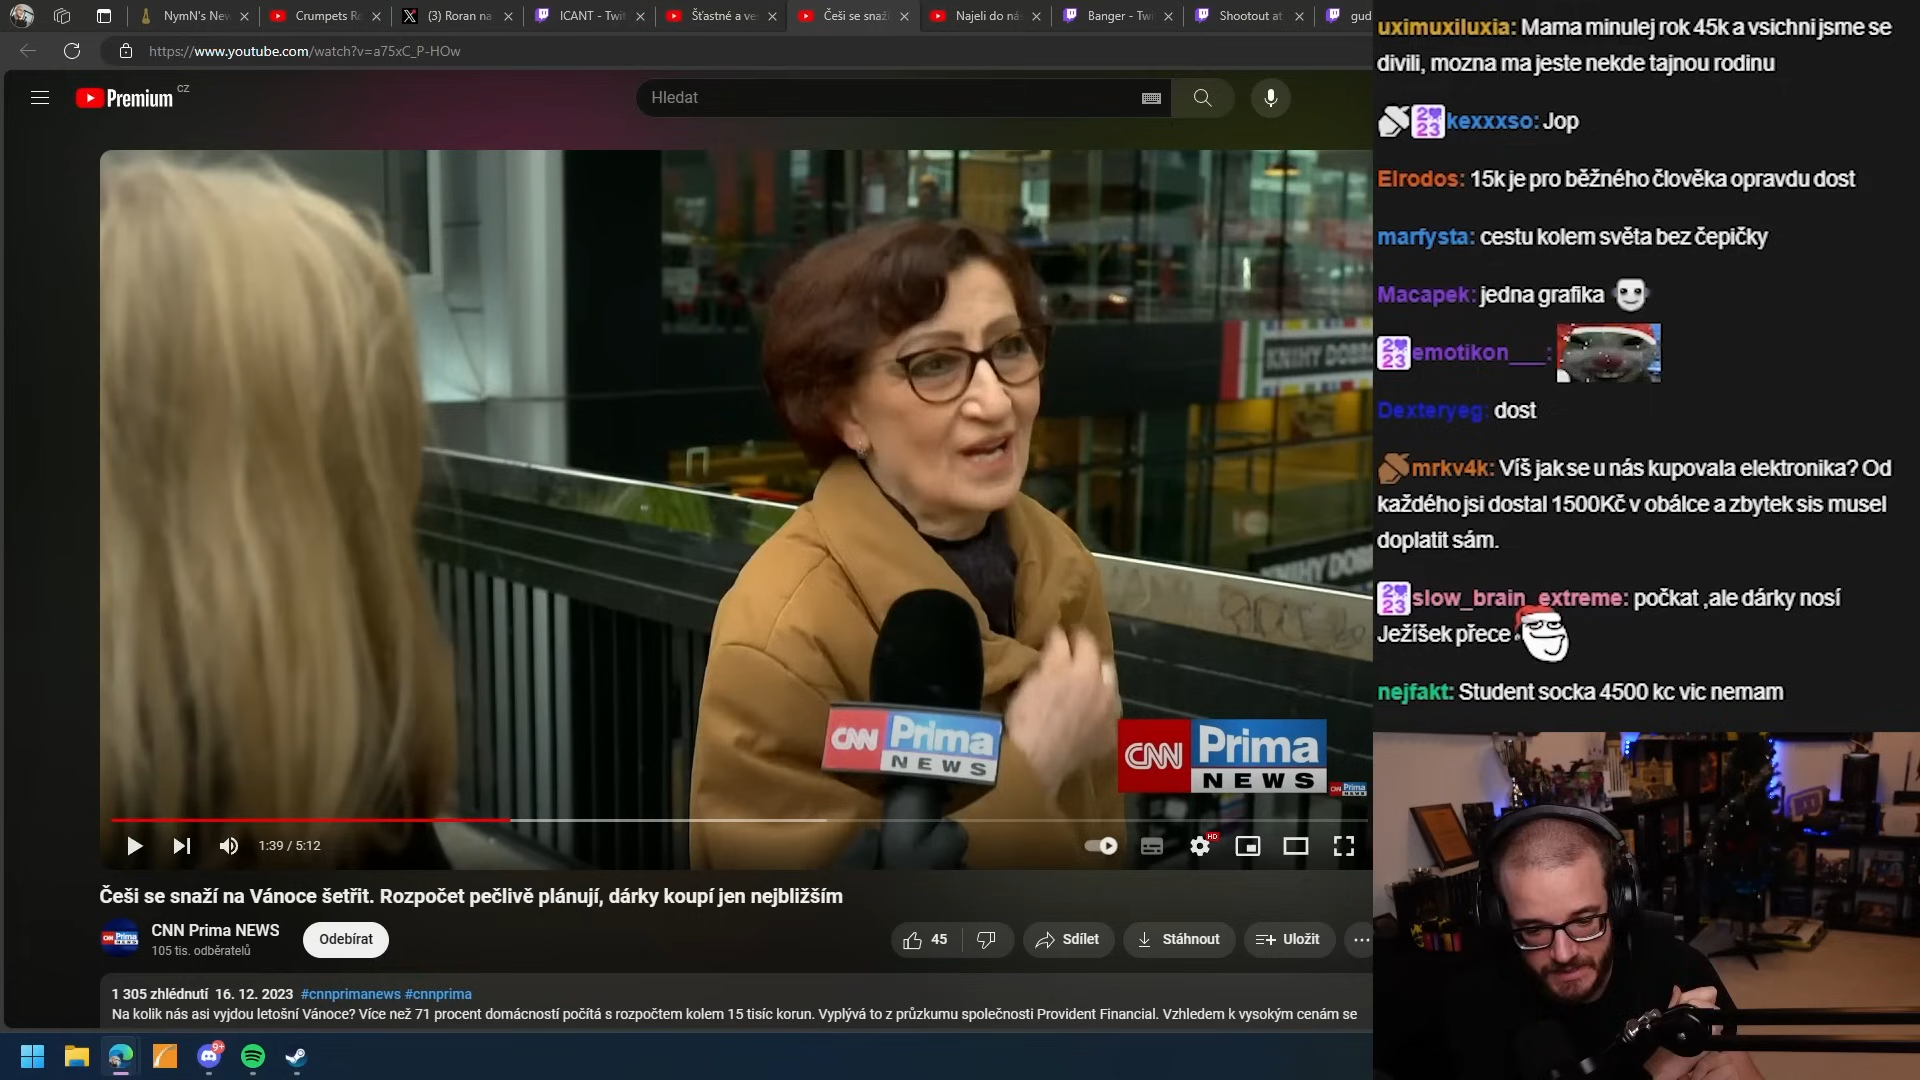 NymN's New
Crumpets Ro
(3) Roran na
ICANT - Twit
Šťastné a ve
Češi se snaží
Najeli do ná
Banger - Twi
Shootout at
gud
https://www.youtube.com/watch?v=a75xC_P-HOw
Premium CZ
Hledat
KNIHY DOBR
KNIHY DOBR
CNN Prima
NEWS
CNN Prima
NEWS
1:39 / 5:12
HD
Češi se snaží na Vánoce šetřit. Rozpočet pečlivě plánují, dárky koupí jen nejbližším
CNN Prima NEWS
105 tis. odběratelů
Odebírat
45
Sdílet
Stáhnout
Uložit
1 305 zhlédnutí 16. 12. 2023 #cnnprimanews #cnnprima
Na kolik nás asi vyjdou letošní Vánoce? Více než 71 procent domácností počítá s rozpočtem kolem 15 tisíc korun. Vyplývá to z průzkumu společnosti Provident Financial. Vzhledem k vysokým cenám se
9+
uximuxiluxia: Mama minulej rok 45k a vsichni jsme se
divili, mozna ma jeste nekde tajnou rodinu
kexxxso: Jop
Elrodos: 15k je pro běžného člověka opravdu dost
marfysta: cestu kolem světa bez čepičky
Macapek: jedna grafika
emotikon___:
Dexteryeg: dost
mrkv4k: Víš jak se u nás kupovala elektronika? Od
každého jsi dostal 1500Kč v obálce a zbytek sis musel
doplatit sám.
slow_brain_extreme: počkat ,ale dárky nosí
Ježíšek přece
nejfakt: Student socka 4500 kc vic nemam